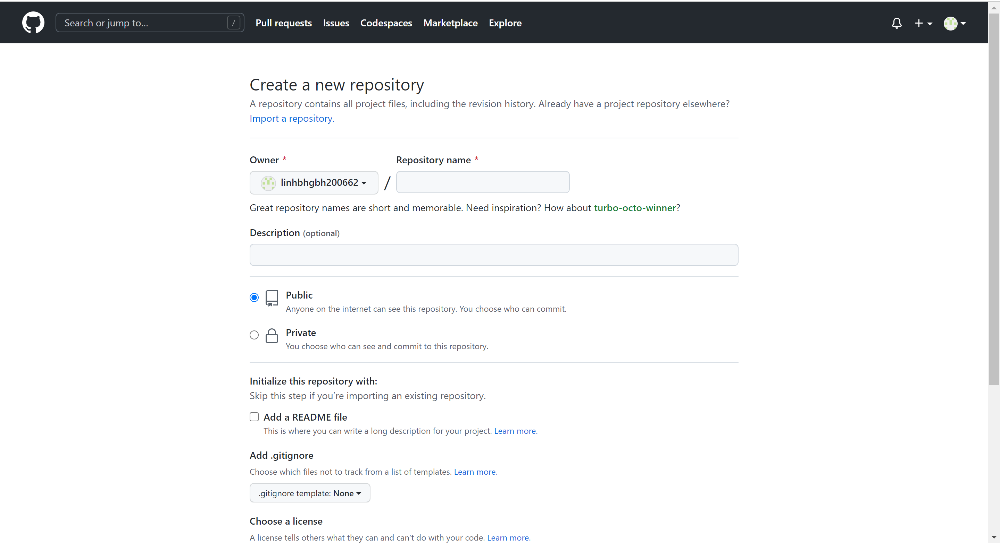 Search or jump to... /
Pull requests Issues Codespaces Marketplace Explore
Create a new repository
A repository contains all project files, including the revision history. Already have a project repository elsewhere?
Import a repository.
Owner * Repository name *
linhbhgbh200662 /
Great repository names are short and memorable. Need inspiration? How about turbo-octo-winner?
Description (optional)
Public
Anyone on the internet can see this repository. You choose who can commit.
Private
You choose who can see and commit to this repository.
Initialize this repository with:
Skip this step if you’re importing an existing repository.
Add a README file
This is where you can write a long description for your project. Learn more.
Add .gitignore
Choose which files not to track from a list of templates. Learn more.
.gitignore template: None
Choose a license
A license tells others what they can and can't do with your code. Learn more.